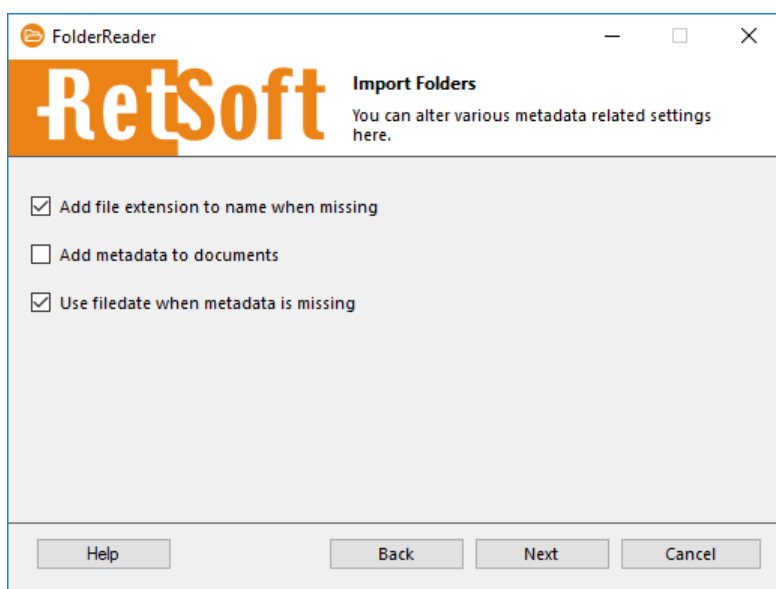 FolderReader
RetSoft
Import Folders
You can alter various metadata related settings
here.
Add file extension to name when missing
Add metadata to documents
Use filedate when metadata is missing
Help
Back
Next
Cancel